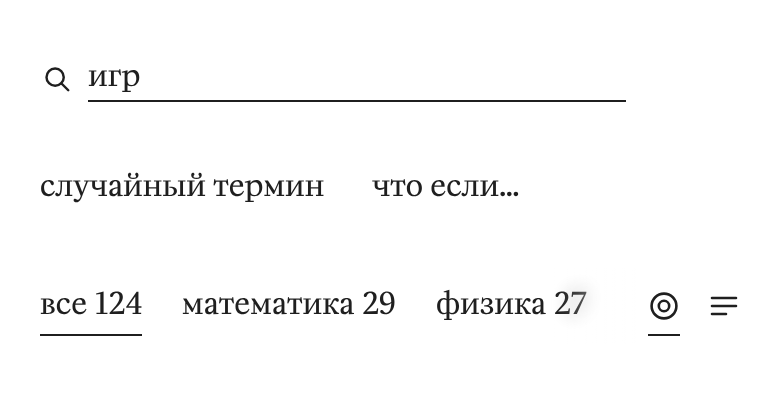 игр
случайный термин что если...
все 124 математика 29 физика 27